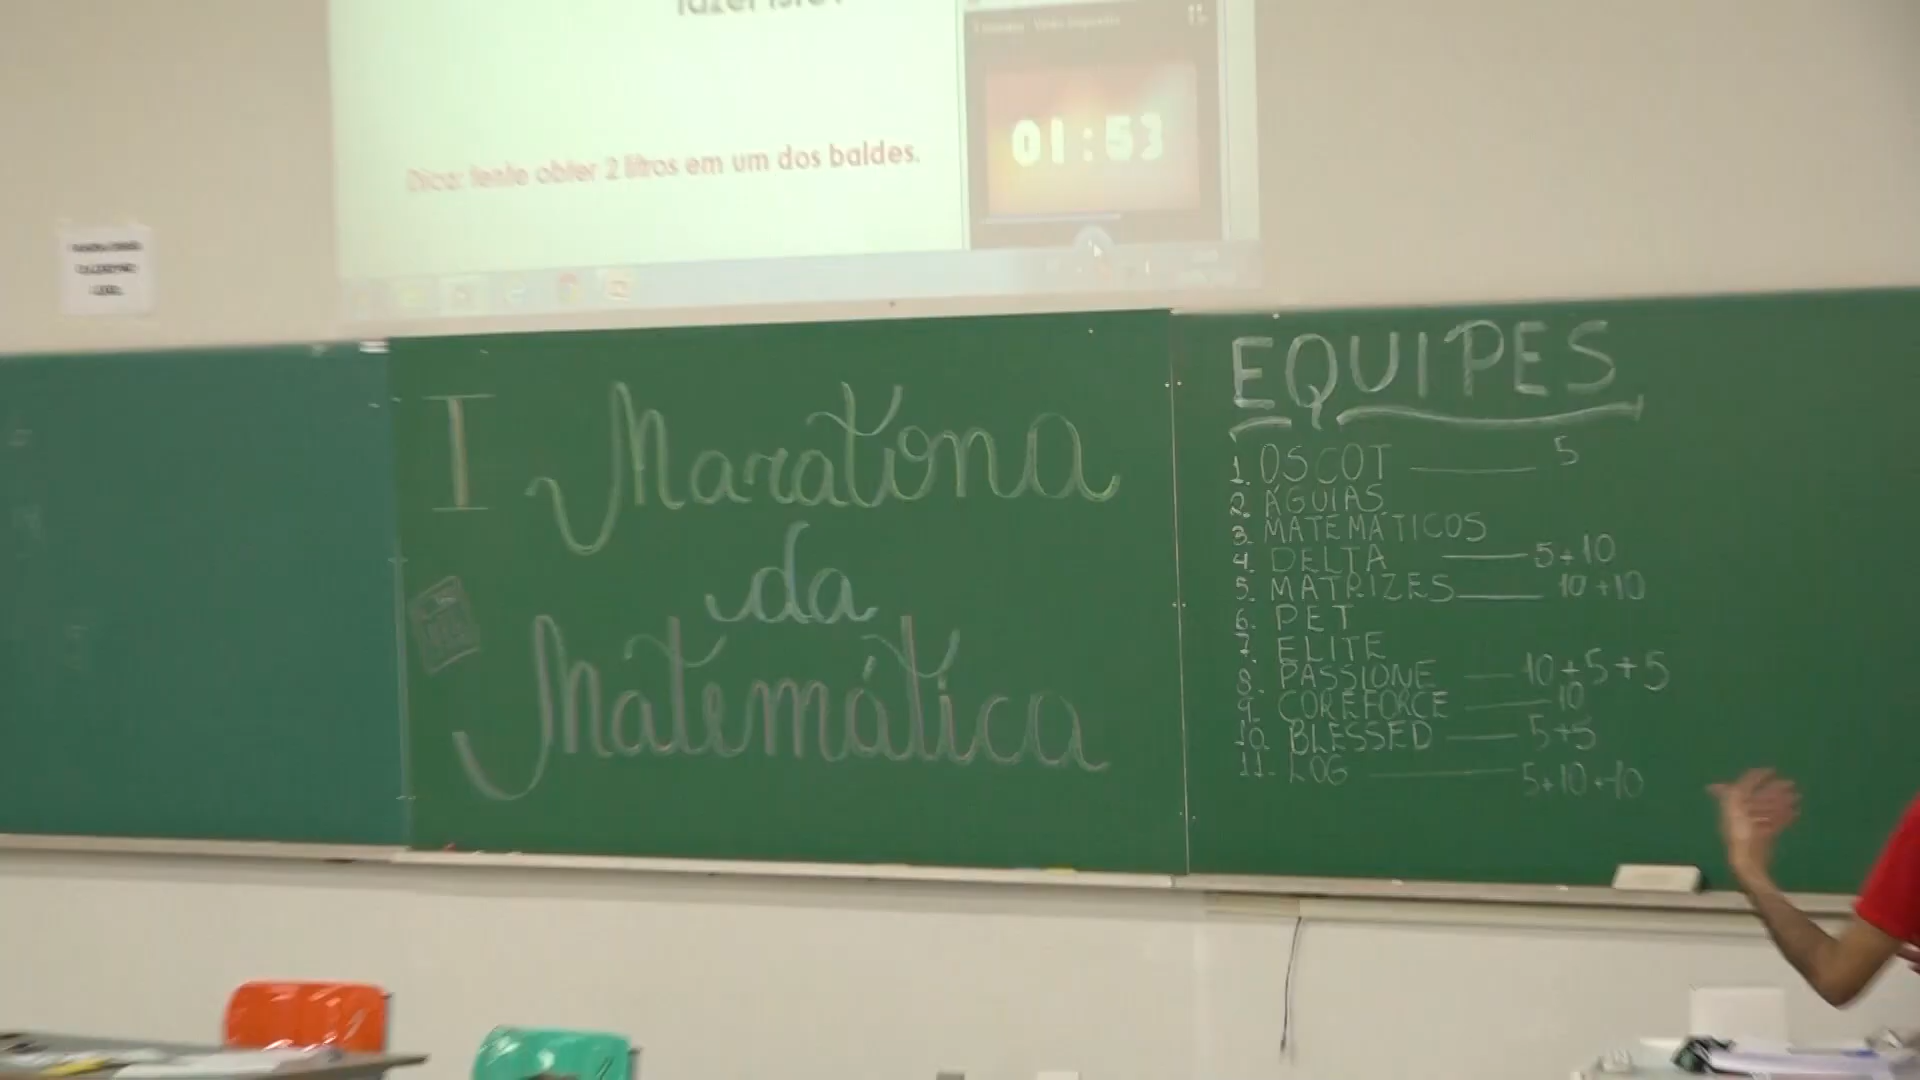 Dica: tente obter 2 litros em um dos baldes.
01:53
I Maratona
da
Matemática
EQUIPES
1. OSCOT 5
2. ÁGUIAS
3. MATEMÁTICOS
4. DELTA 5+10
5. MATRIZES 10+10
6. PET
7. ELITE
8. PASSIONE 10+5+5
9. COREFORCE 10
10. BLESSED 5+5
11. LOG 5+10+10